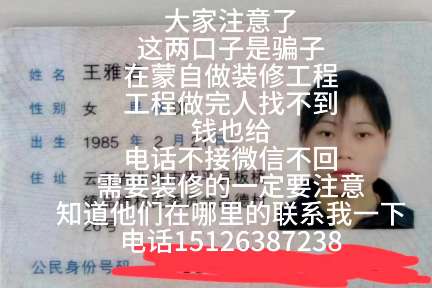 大家注意了
这两口子是骗子
姓名 王雅
在蒙自做装修工程
性别 女
工程做完人找不到
钱也给
出生 1985 年 2 月 2 日
电话不接微信不回
住址 云
需要装修的一定要注意
知道他们在哪里的联系我一下
电话15126387238
公民身份号码